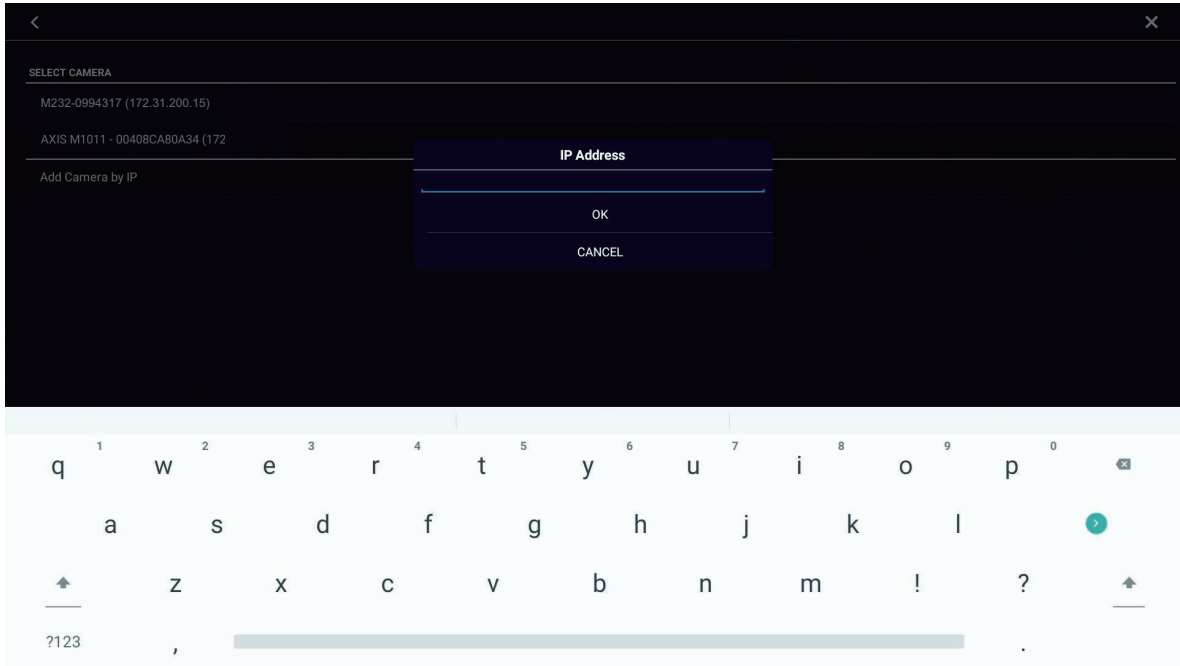 SELECT CAMERA
M232-0994317 (172.31.200.15)
AXIS M1011 - 00408CA80A34 (172
Add Camera by IP
IP Address
OK
CANCEL
1 2 3 4 5 6 7 8 9 0
q w e r t y u i o p
a s d f g h j k l
z x c v b n m ! ?
?123 , .